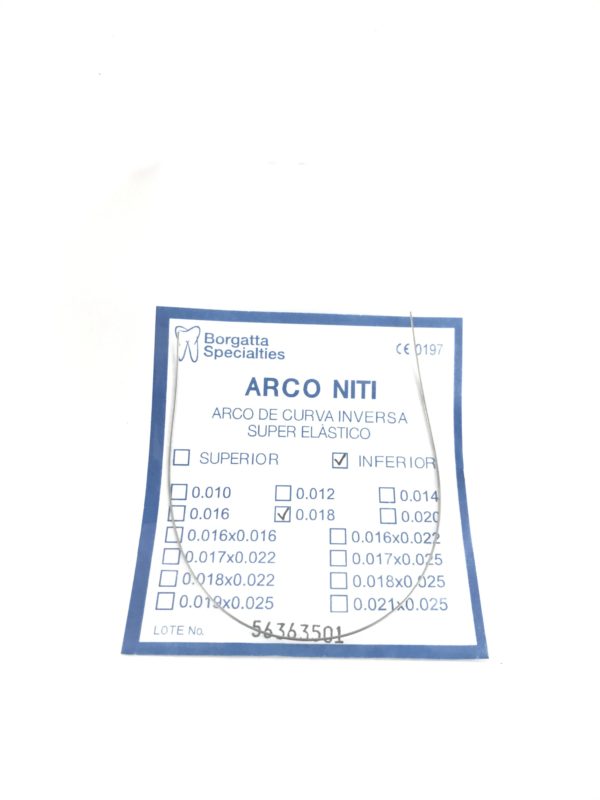 Borgatta
Specialties
CE 0197
ARCO NITI
ARCO DE CURVA INVERSA
SUPER ELÁSTICO
SUPERIOR ☑ INFERIOR
0.010 0.012 0.014
0.016 ☑ 0.018 0.020
0.016x0.016 0.016x0.022
0.017x0.022 0.017x0.025
0.018x0.022 0.018x0.025
0.019x0.025 0.021x0.025
LOTE No. 56363501